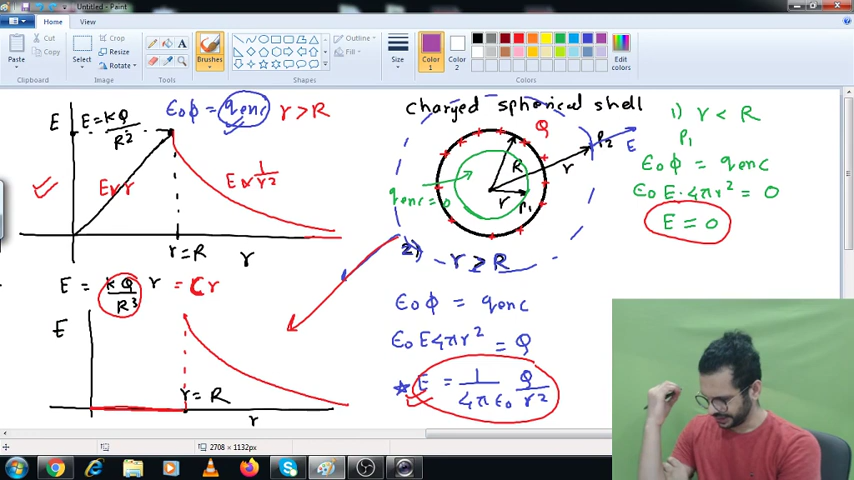 Untitled - Paint
Home
View
Cut
Copy
Paste
Clipboard
Select
Crop
Resize
Rotate
Image
Tools
Brushes
Shapes
Outline
Fill
Size
Color 1
Color 2
Colors
Edit colors
E
E = kQ/R²
ε₀φ = qenc
r > R
E ∝ r
E ∝ 1/r²
r = R
r
E = kQ/R³ r = Cr
E
r = R
r
charged spherical shell
Q
R
r
r
P₁
P₂
E
qenc = 0
1) r < R
P₁
ε₀φ = qenc
ε₀ E · 4πr² = 0
E = 0
2) r ≥ R
ε₀φ = qenc
ε₀ E 4πr² = Q
E = 1/4πε₀ Q/r²
2708 × 1132px